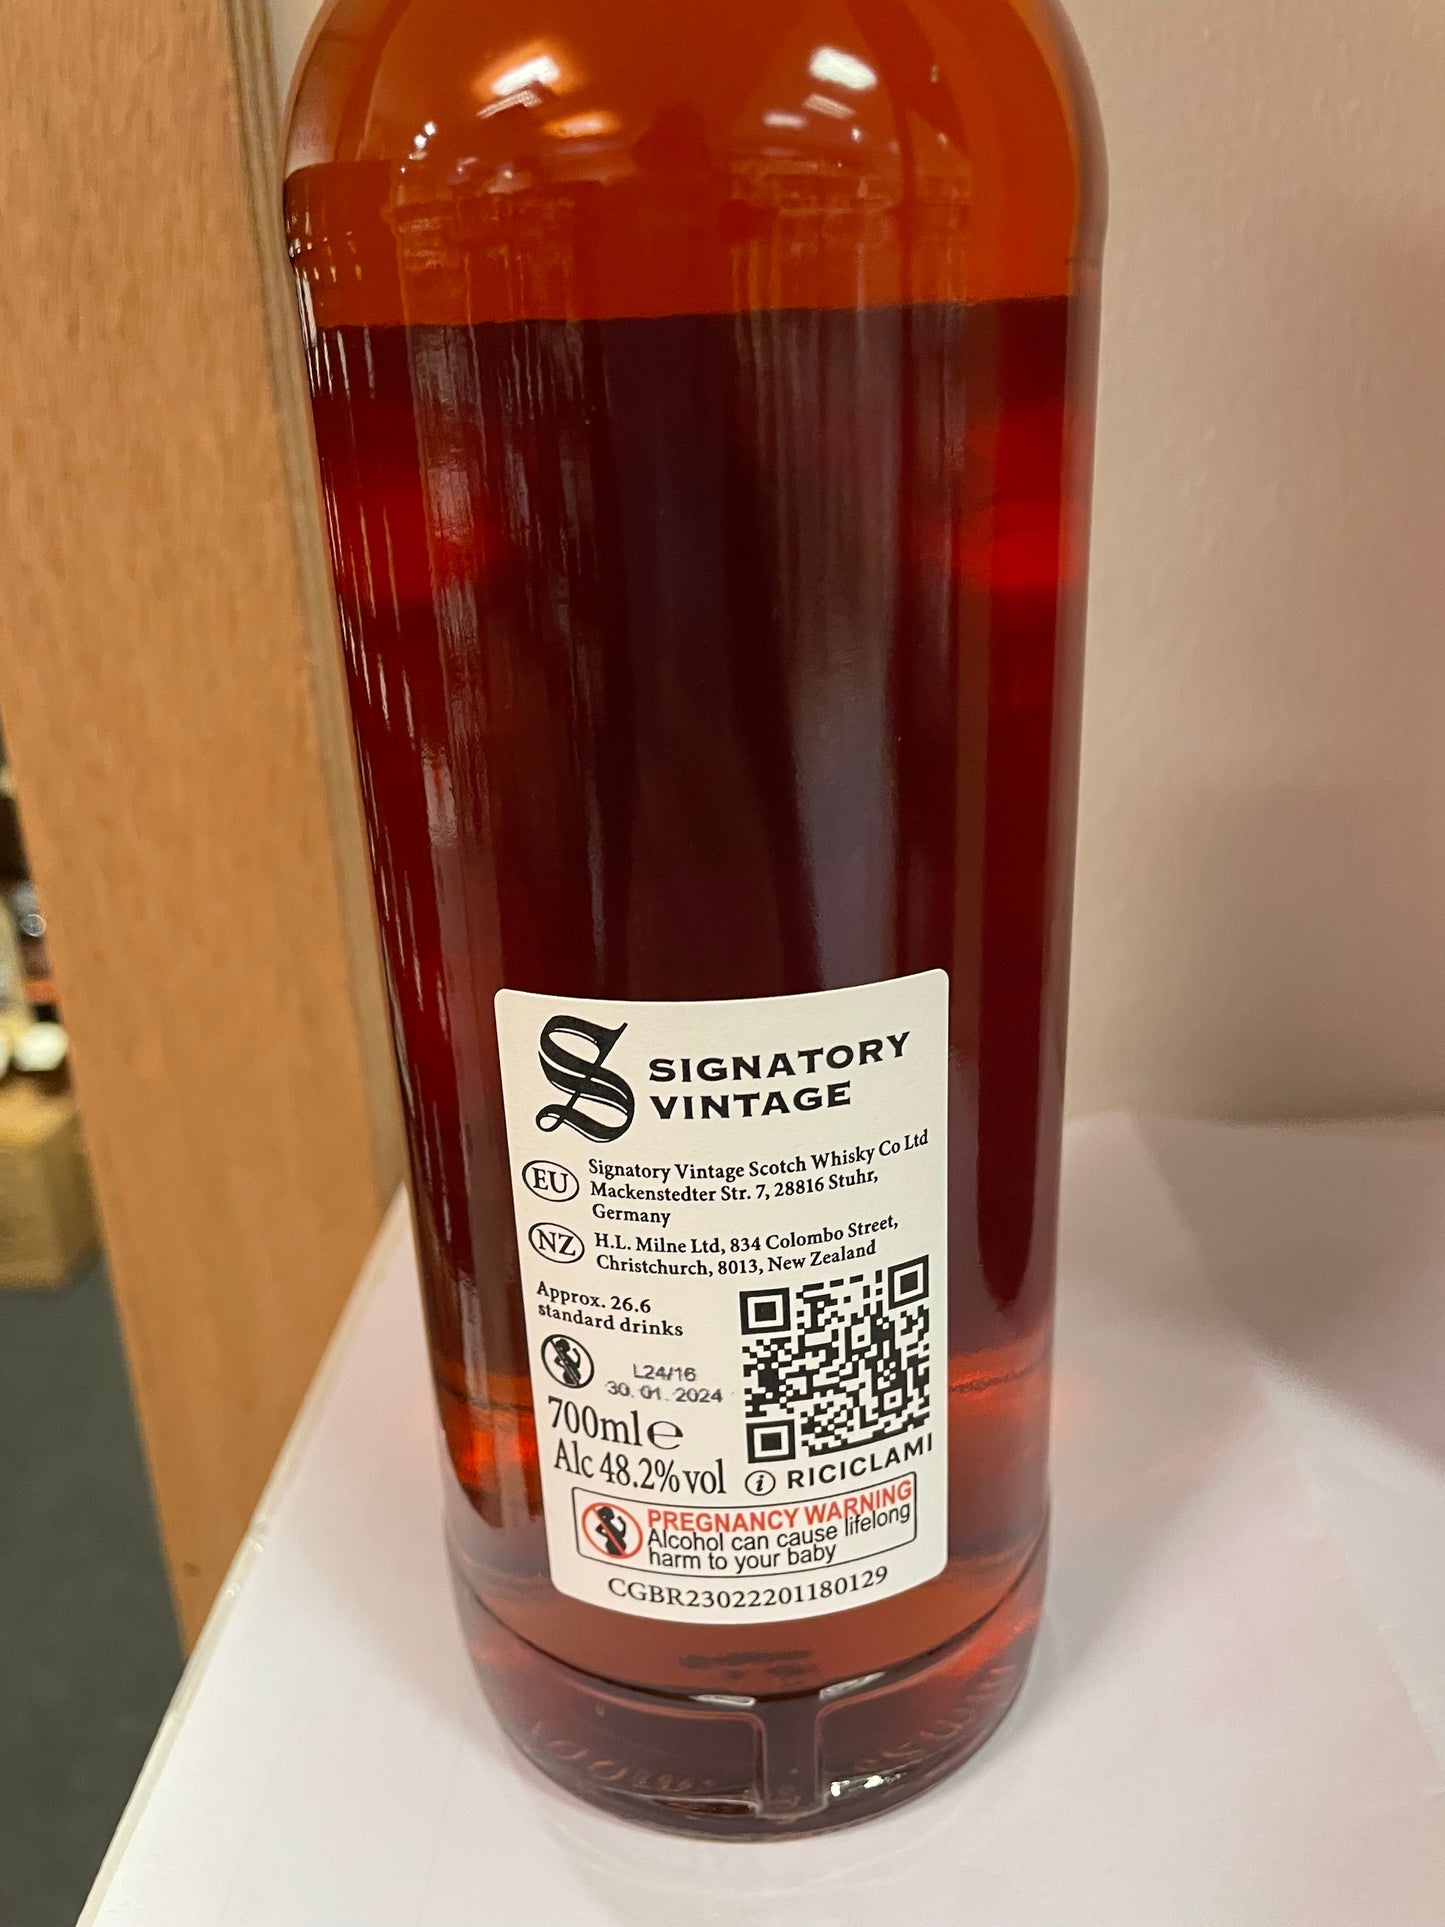 S SIGNATORY
VINTAGE
EU Signatory Vintage Scotch Whisky Co Ltd
Mackenstedter Str. 7, 28816 Stuhr,
Germany
NZ H.L. Milne Ltd, 834 Colombo Street,
Christchurch, 8013, New Zealand
Approx. 26.6
standard drinks
L24/16
30.01.2024
700ml℮
Alc 48.2%vol
i RICICLAMI
PREGNANCY WARNING
Alcohol can cause lifelong
harm to your baby
CGBR23022201180129